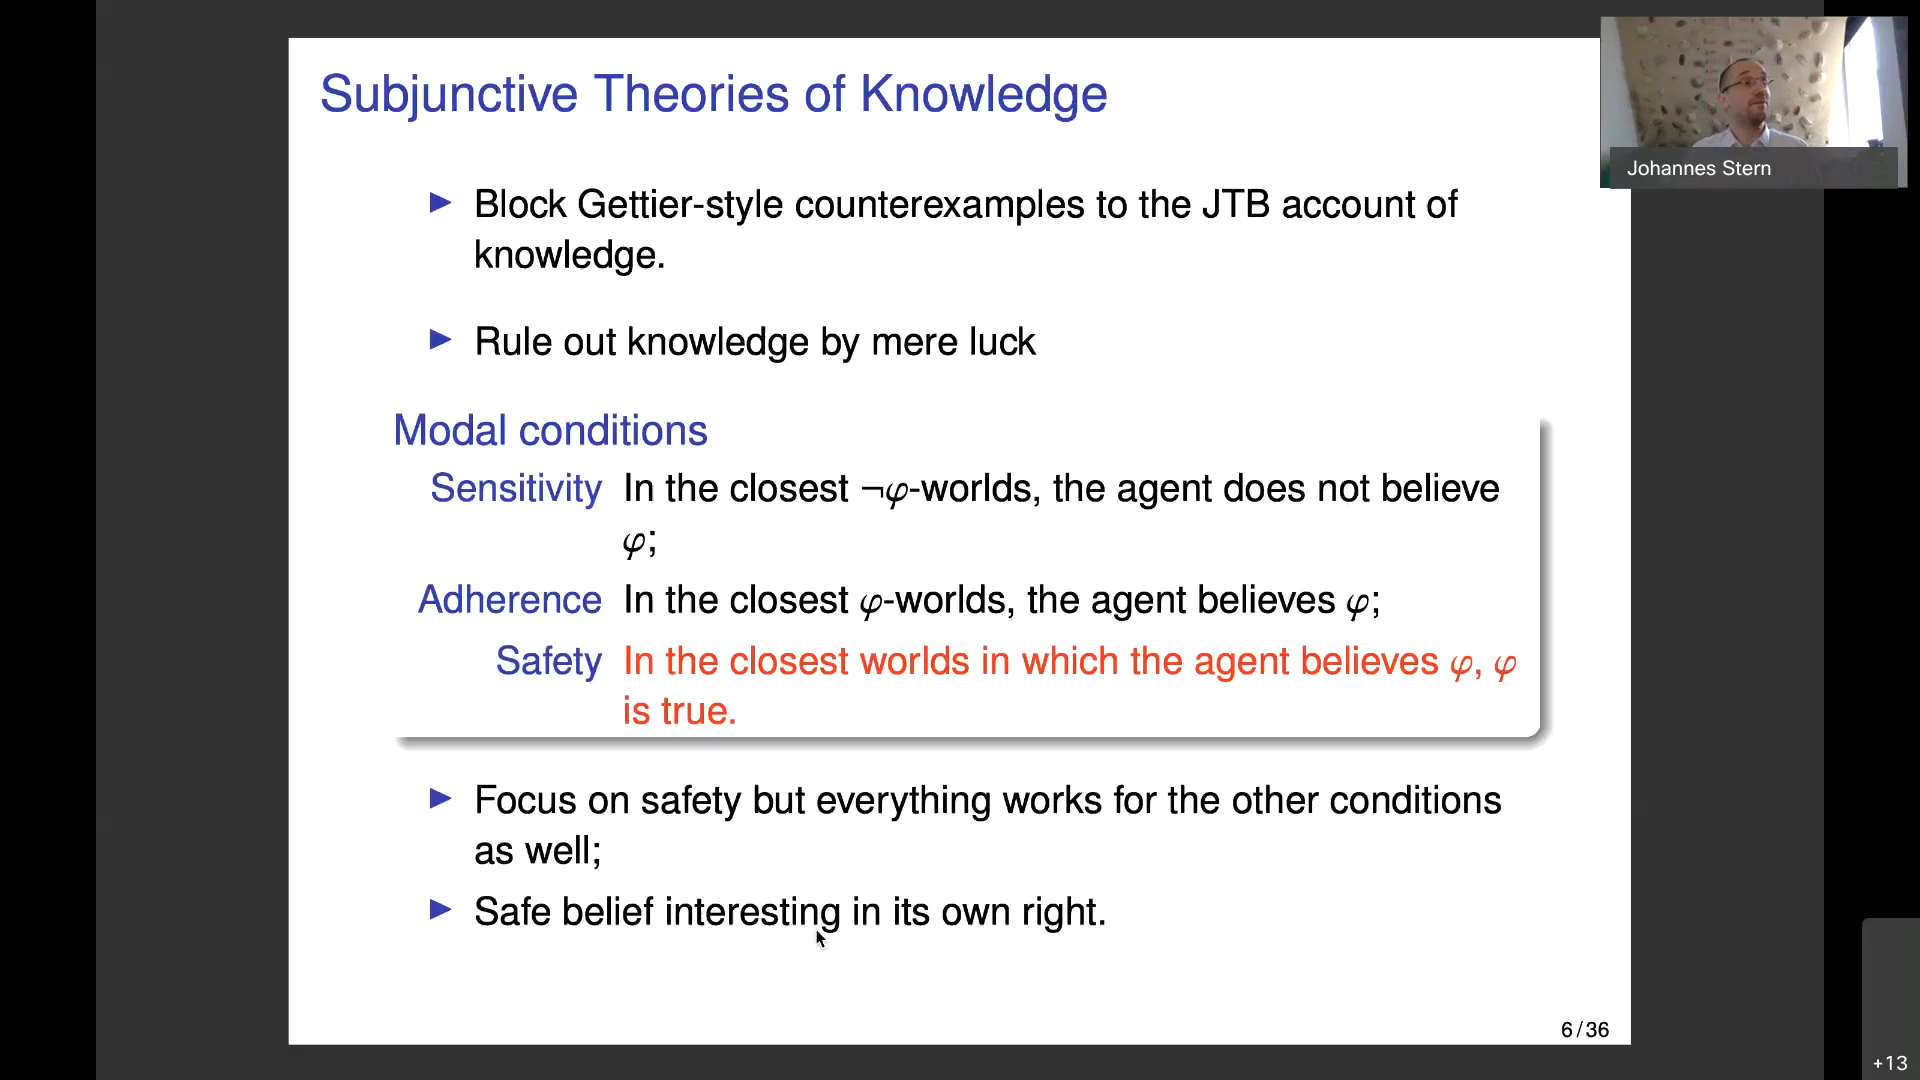 Subjunctive Theories of Knowledge
Johannes Stern
▶ Block Gettier-style counterexamples to the JTB account of
knowledge.
▶ Rule out knowledge by mere luck
Modal conditions
Sensitivity In the closest ¬φ-worlds, the agent does not believe
φ;
Adherence In the closest φ-worlds, the agent believes φ;
Safety In the closest worlds in which the agent believes φ, φ
is true.
▶ Focus on safety but everything works for the other conditions
as well;
▶ Safe belief interesting in its own right.
6/36
+13